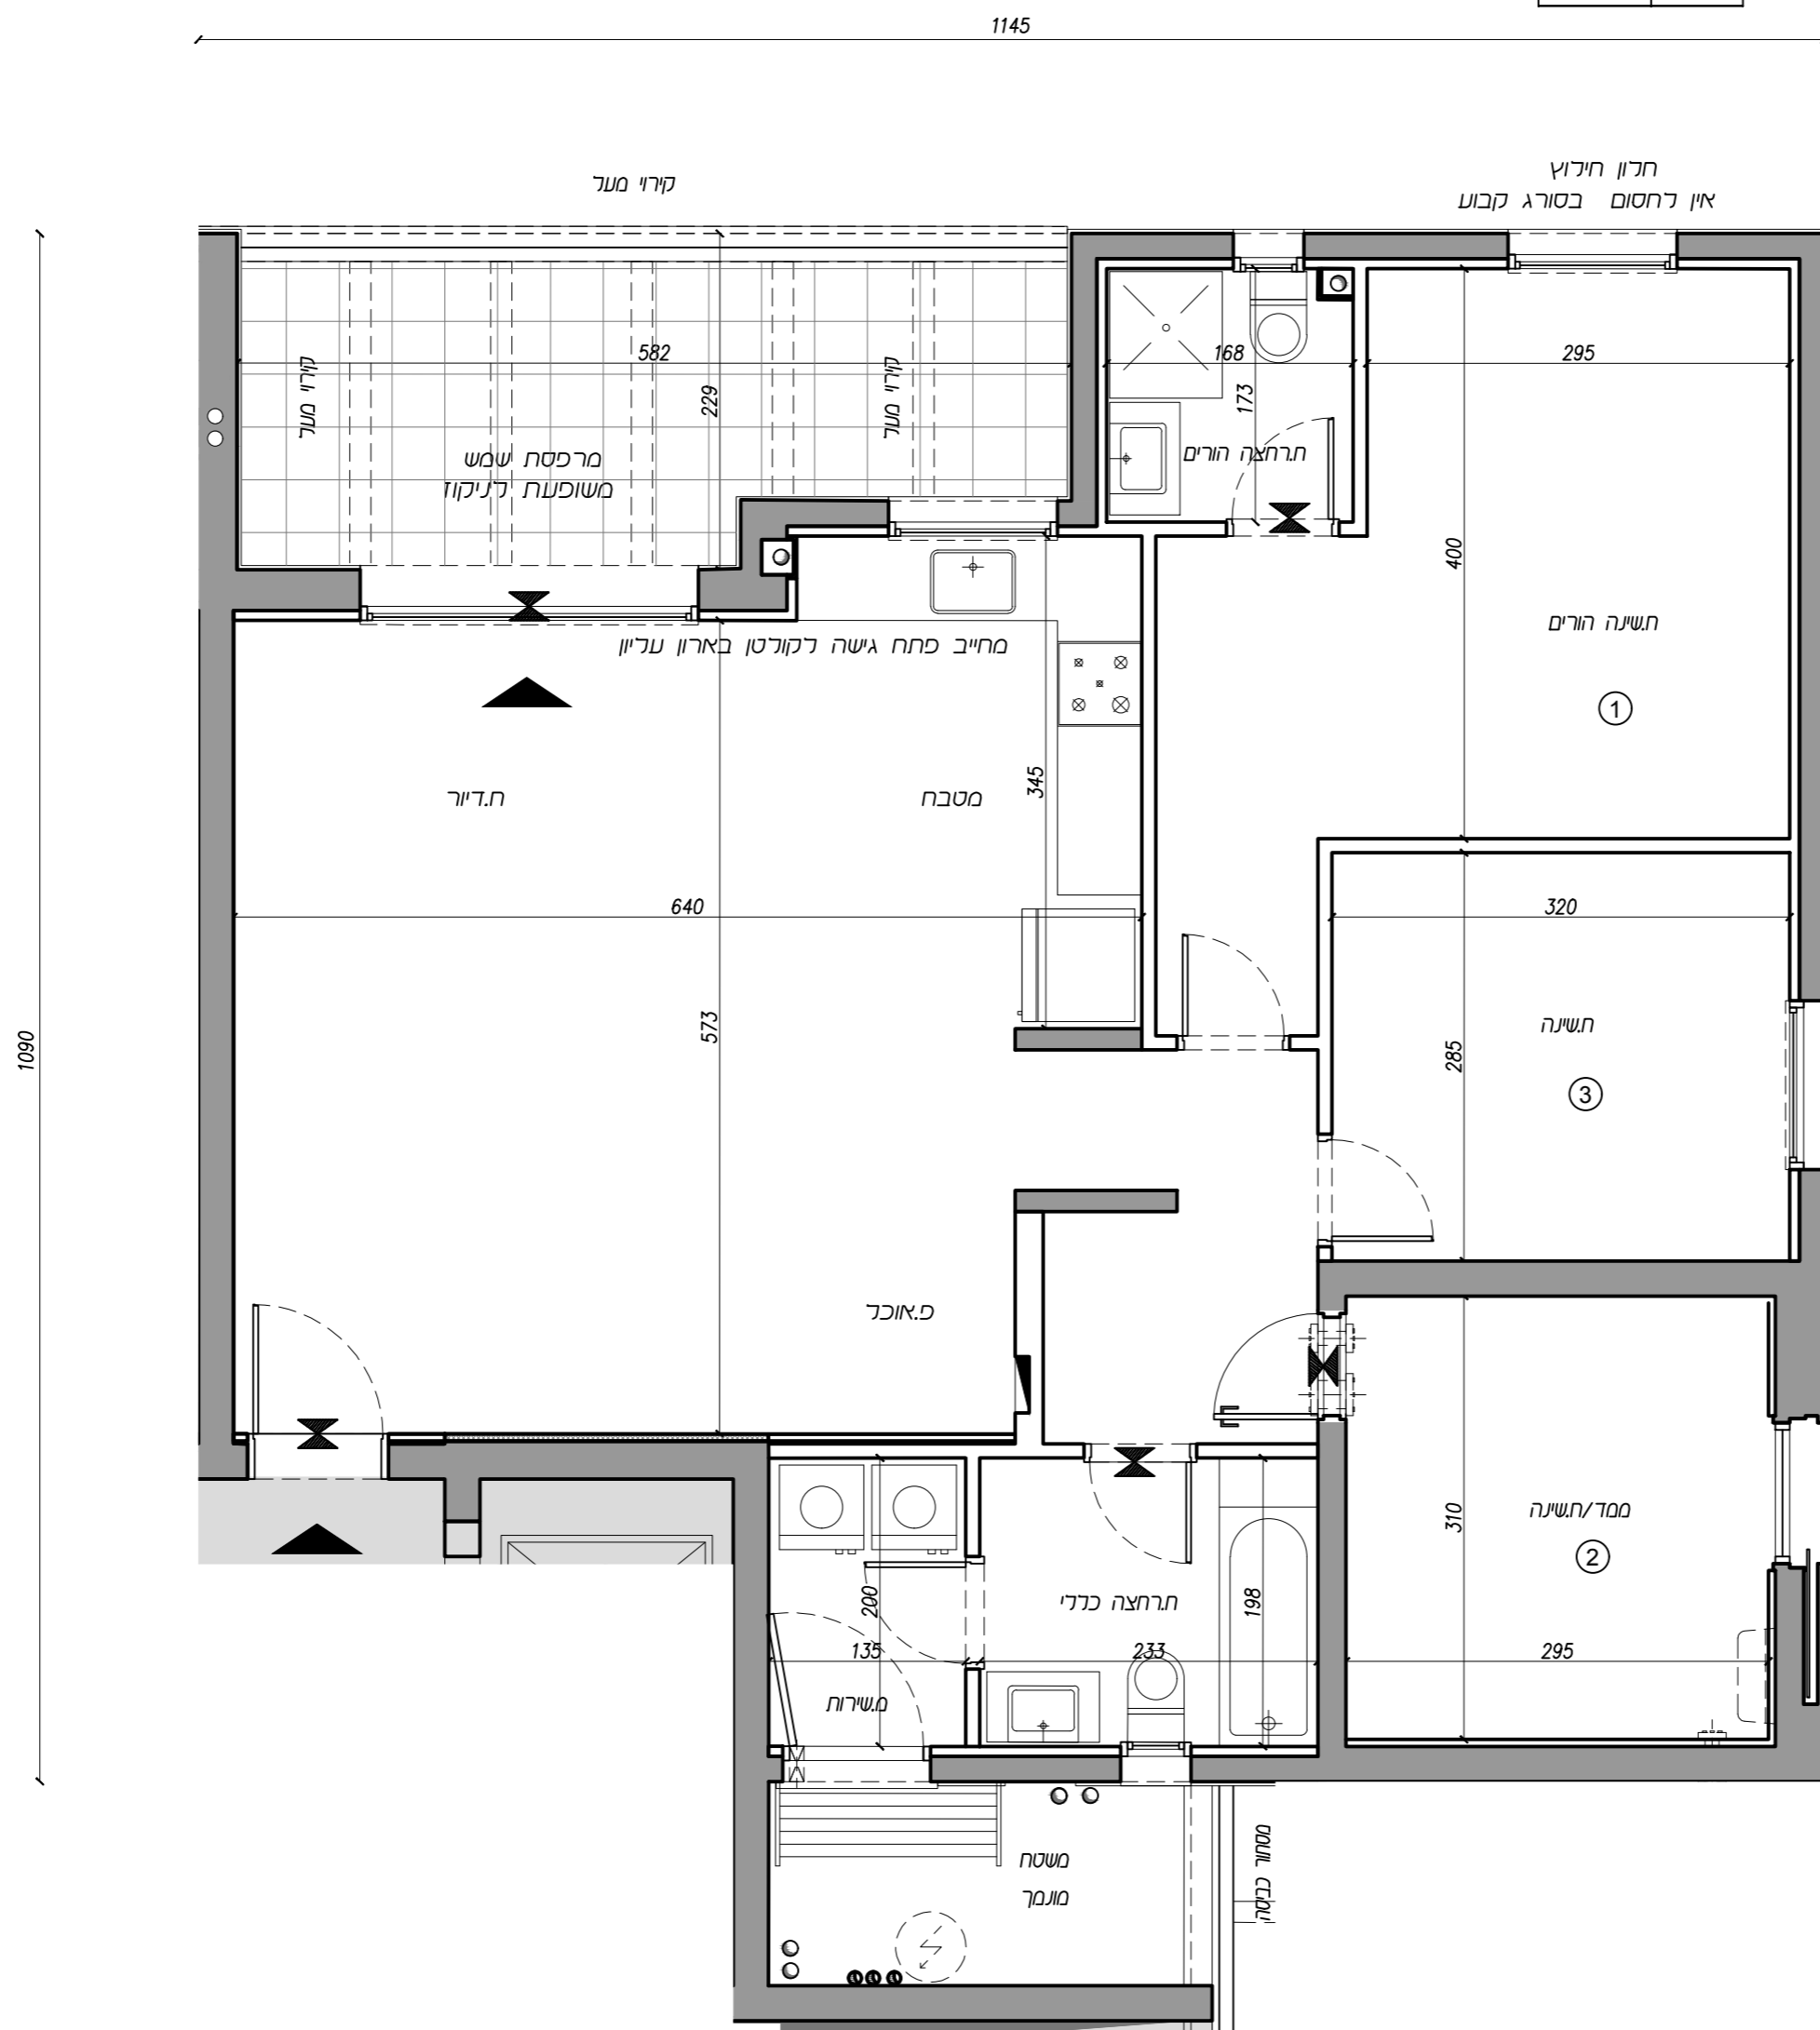 1145
קירוי מעל
חלון חילוץ
אין לחסום בסורג קבוע
582
168
295
קירוי מעל
229
קירוי מעל
173
מרפסת שמש
משופעת לניקוז
ח.רחצה הורים
400
מחייב פתח גישה לקולטן בארון עליון
ח.שינה הורים
1
ח.דיור
מטבח
345
640
320
1090
573
ח.שינה
285
3
פ.אוכל
310
ממד/ח.שינה
2
200
ח.רחצה כללי
198
135
233
295
מ.שירות
משטח
מונמך
מסתור כביסה